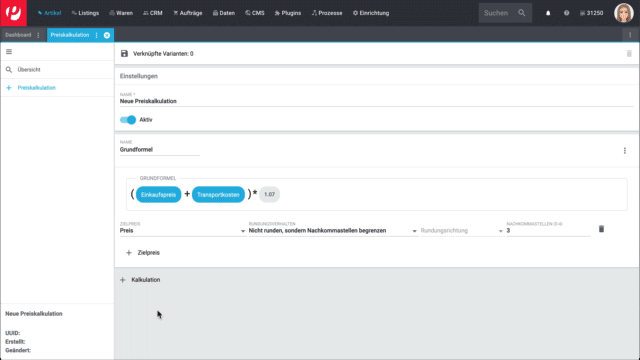 Artikel Listings Waren CRM Aufträge Daten CMS Plugins Prozesse Einrichtung Suchen 31250
Dashboard Preiskalkulation
Verknüpfte Varianten: 0
Übersicht
Preiskalkulation
Einstellungen
NAME *
Neue Preiskalkulation
Aktiv
NAME
Grundformel
GRUNDFORMEL
( Einkaufspreis + Transportkosten ) * 1.07
ZIELPREIS RUNDUNGSVERHALTEN NACHKOMMASTELLEN (0-4)
Preis Nicht runden, sondern Nachkommastellen begrenzen Rundungsrichtung 3
+ Zielpreis
+ Kalkulation
Neue Preiskalkulation
UUID:
Erstellt:
Geändert: